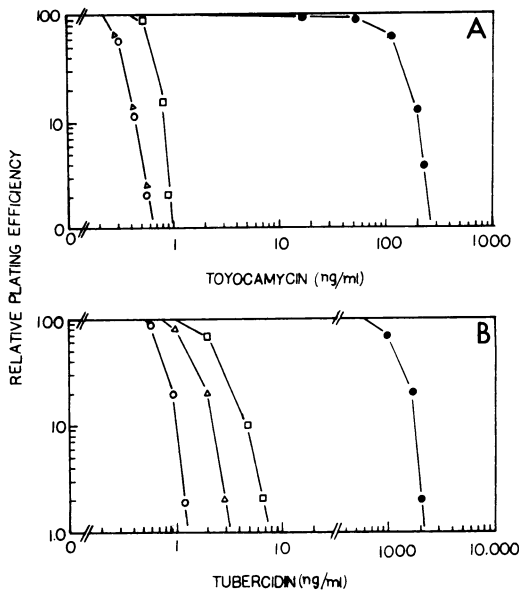 A
100
10
0
RELATIVE PLATING EFFICIENCY
0 1 10 100 1000
TOYOCAMYCIN (ng/ml)
B
100
10
1.0
0 1 10 1000 10.000
TUBERCIDIN (ng/ml)